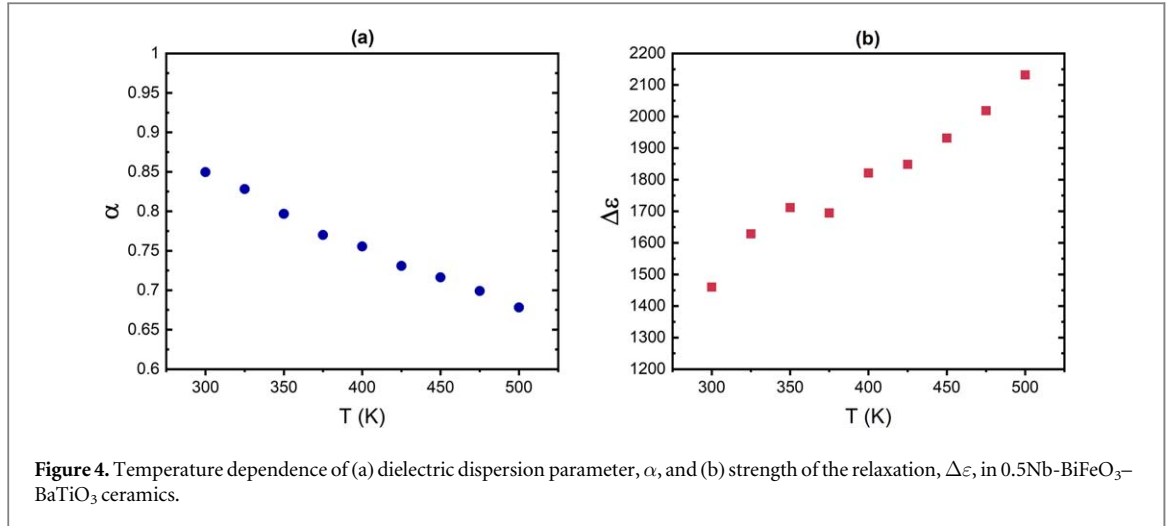 (a)
1
0.95
0.9
0.85
0.8
0.75
0.7
0.65
0.6
α
300 350 400 450 500
T (K)
(b)
2200
2100
2000
1900
1800
1700
1600
1500
1400
1300
1200
Δε
300 350 400 450 500
T (K)
Figure 4. Temperature dependence of (a) dielectric dispersion parameter, α, and (b) strength of the relaxation, Δε, in 0.5Nb-BiFeO₃–
BaTiO₃ ceramics.